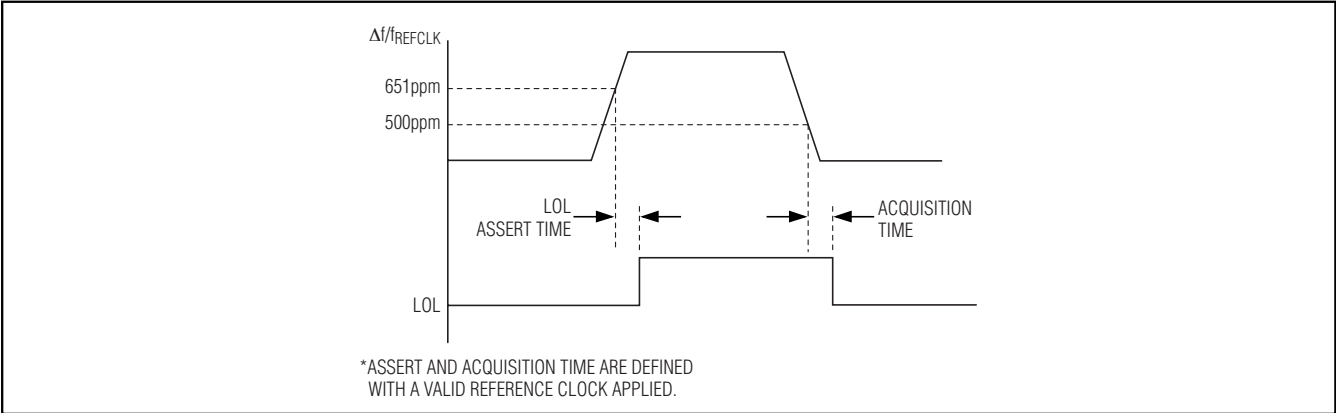 Δf/fREFCLK
651ppm
500ppm
LOL
ASSERT TIME
ACQUISITION
TIME
LOL
*ASSERT AND ACQUISITION TIME ARE DEFINED
WITH A VALID REFERENCE CLOCK APPLIED.